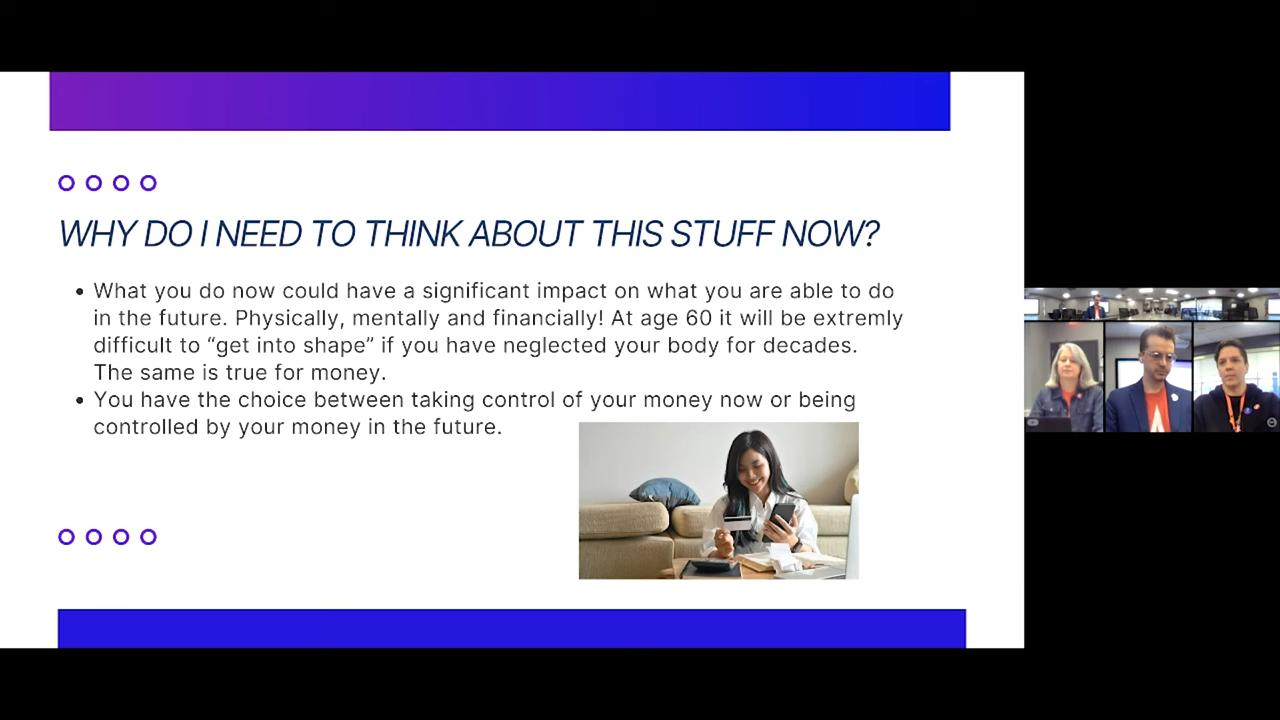 WHY DO I NEED TO THINK ABOUT THIS STUFF NOW?
• What you do now could have a significant impact on what you are able to do
in the future. Physically, mentally and financially! At age 60 it will be extremly
difficult to “get into shape” if you have neglected your body for decades.
The same is true for money.
• You have the choice between taking control of your money now or being
controlled by your money in the future.